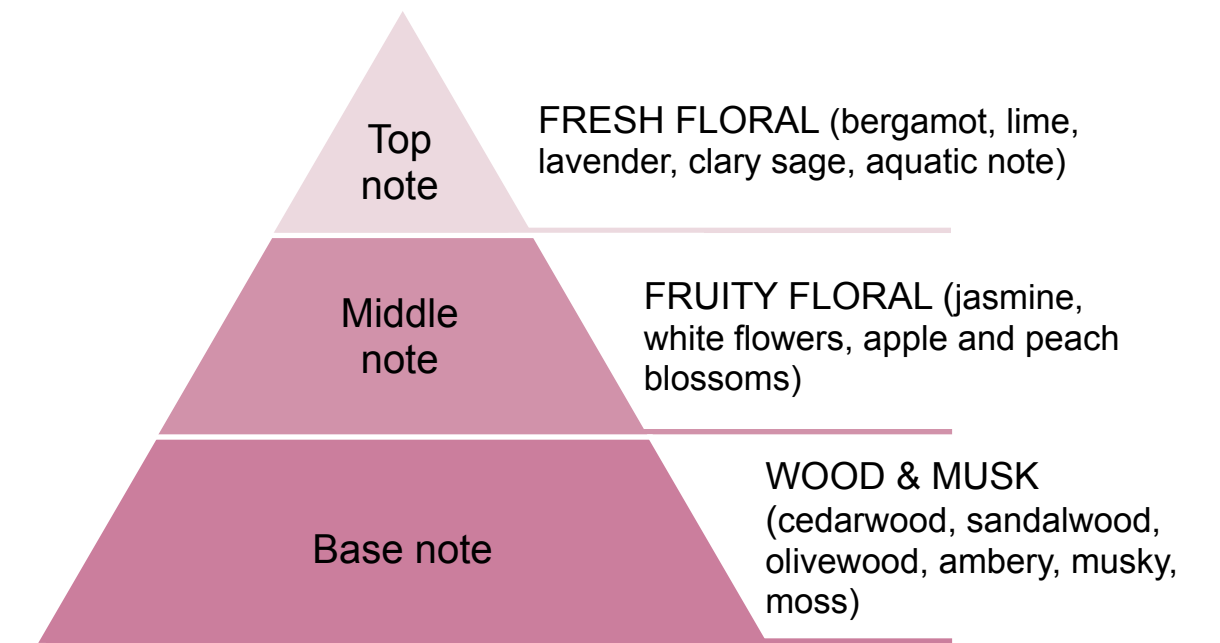 Top
note
FRESH FLORAL (bergamot, lime,
lavender, clary sage, aquatic note)
Middle
note
FRUITY FLORAL (jasmine,
white flowers, apple and peach
blossoms)
Base note
WOOD & MUSK
(cedarwood, sandalwood,
olivewood, ambery, musky,
moss)